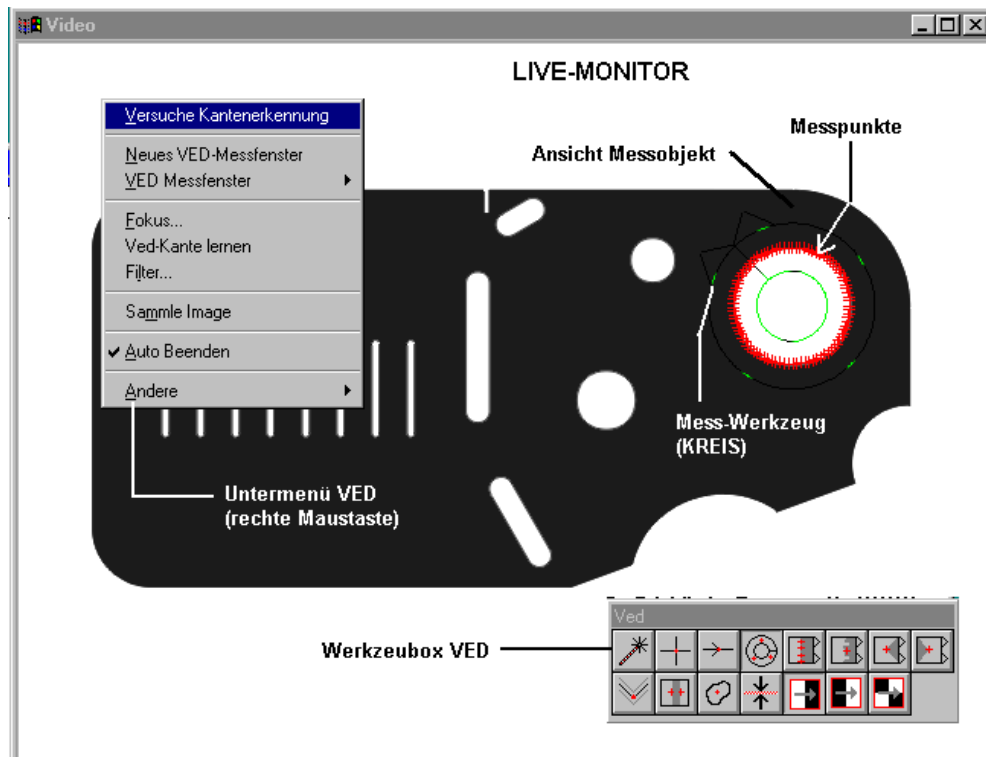 Video
LIVE-MONITOR
Versuche Kantenerkennung
Neues VED-Messfenster
VED Messfenster
Fokus...
Ved-Kante lernen
Filter...
Sammle Image
Auto Beenden
Andere
Messpunkte
Ansicht Messobjekt
Mess-Werkzeug
(KREIS)
Untermenü VED
(rechte Maustaste)
Ved
Werkzeubox VED